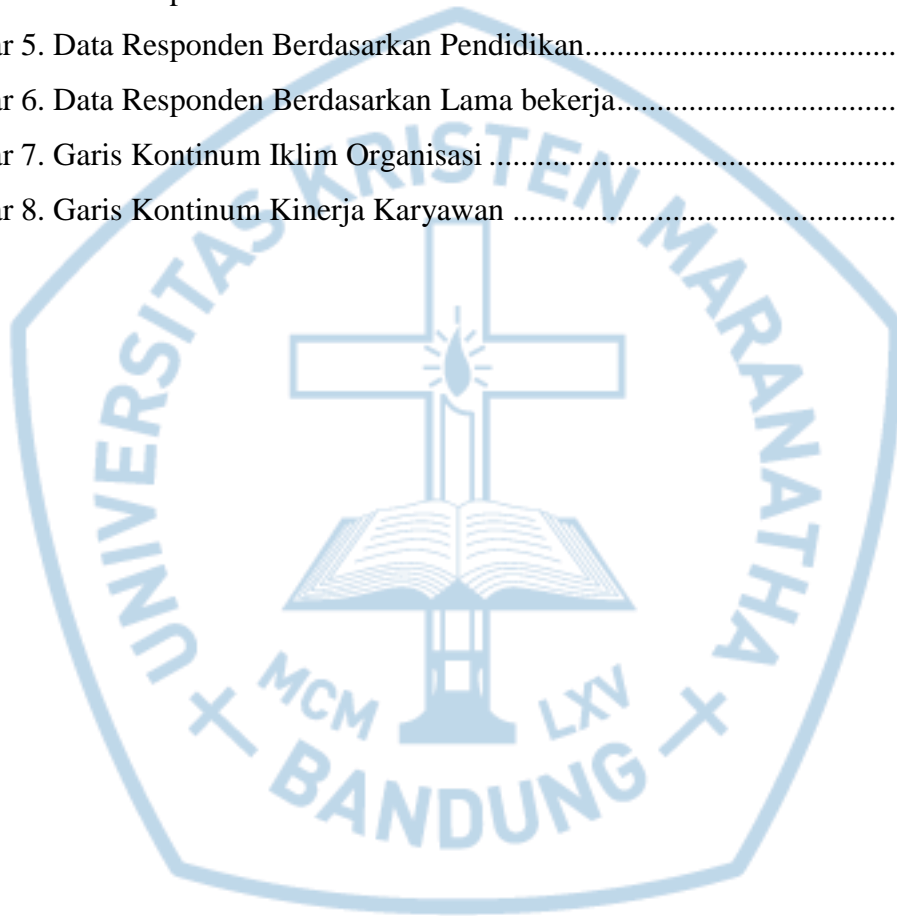 ar 5. Data Responden Berdasarkan Pendidikan......................................
ar 6. Data Responden Berdasarkan Lama bekerja..................................
ar 7. Garis Kontinum Iklim Organisasi .................................................
ar 8. Garis Kontinum Kinerja Karyawan ..............................................
UNIVERSITAS KRISTEN MARANATHA
MCM LXV
BANDUNG